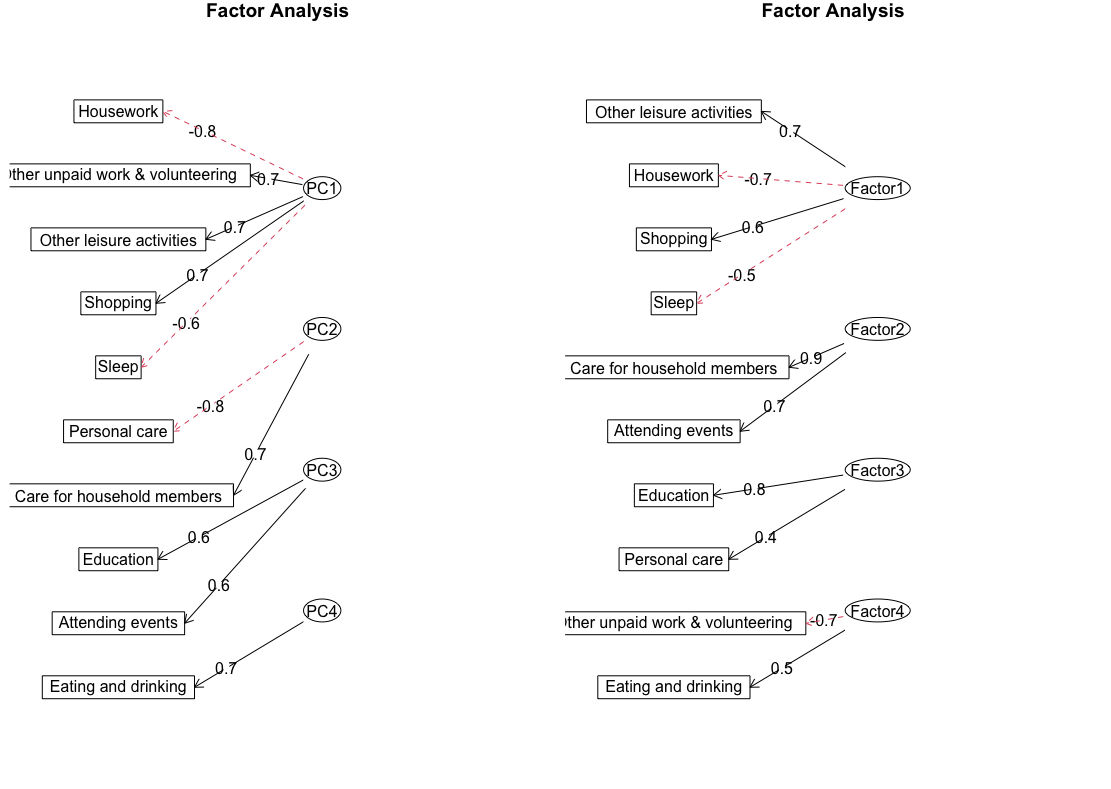 Factor Analysis
Housework
-0.8
ther unpaid work & volunteering
0.7
PC1
Other leisure activities
0.7
Shopping
0.7
Sleep
-0.6
PC2
Personal care
-0.8
Care for household members
0.7
PC3
Education
0.6
Attending events
0.6
PC4
Eating and drinking
0.7
Factor Analysis
Other leisure activities
0.7
Housework
-0.7
Factor1
Shopping
0.6
Sleep
-0.5
Factor2
Care for household members
0.9
Attending events
0.7
Factor3
Education
0.8
Personal care
0.4
Factor4
ther unpaid work & volunteering
-0.7
Eating and drinking
0.5